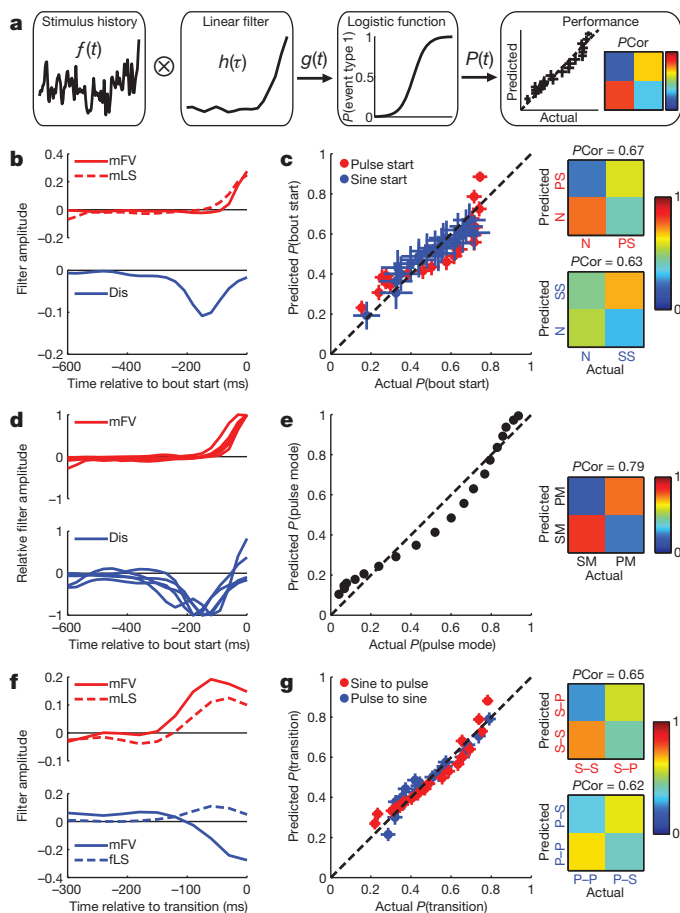 a
Stimulus history
f(t)
⊗
Linear filter
h(τ)
g(t)
Logistic function
P(event type 1)
1
0.5
0
P(t)
Performance
Predicted
Actual
PCor
b
mFV
mLS
0.4
0.2
0
-0.2
Filter amplitude
0
-0.1
-0.2
Dis
-600 -400 -200 0
Time relative to bout start (ms)
c
Pulse start
Sine start
1
0.8
0.6
0.4
0.2
0
Predicted P(bout start)
0 0.2 0.4 0.6 0.8 1
Actual P(bout start)
PCor = 0.67
Predicted
N PS
N PS
PCor = 0.63
Predicted
N SS
N SS
Actual
1
0
d
mFV
1
0
-1
Relative filter amplitude
Dis
1
0
-1
-600 -400 -200 0
Time relative to bout start (ms)
e
1
0.8
0.6
0.4
0.2
0
Predicted P(pulse mode)
0 0.2 0.4 0.6 0.8 1
Actual P(pulse mode)
PCor = 0.79
Predicted
SM PM
SM PM
Actual
1
0
f
mFV
mLS
0.2
0.1
0
-0.1
Filter amplitude
0.4
0.2
0
-0.2
-0.4
mFV
fLS
-300 -200 -100 0
Time relative to transition (ms)
g
Sine to pulse
Pulse to sine
1
0.8
0.6
0.4
0.2
0
Predicted P(transition)
0 0.2 0.4 0.6 0.8 1
Actual P(transition)
PCor = 0.65
Predicted
S–S S–P
S–S S–P
PCor = 0.62
Predicted
P–P P–S
P–P P–S
Actual
1
0